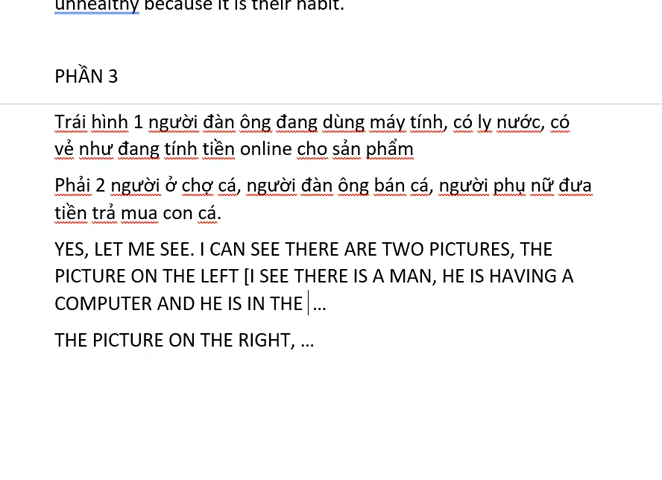 unhealthy because it is their habit.
PHẦN 3
Trái hình 1 người đàn ông đang dùng máy tính, có ly nước, có
vẻ như đang tính tiền online cho sản phẩm
Phải 2 người ở chợ cá, người đàn ông bán cá, người phụ nữ đưa
tiền trả mua con cá.
YES, LET ME SEE. I CAN SEE THERE ARE TWO PICTURES, THE
PICTURE ON THE LEFT [I SEE THERE IS A MAN, HE IS HAVING A
COMPUTER AND HE IS IN THE ...
THE PICTURE ON THE RIGHT, ...